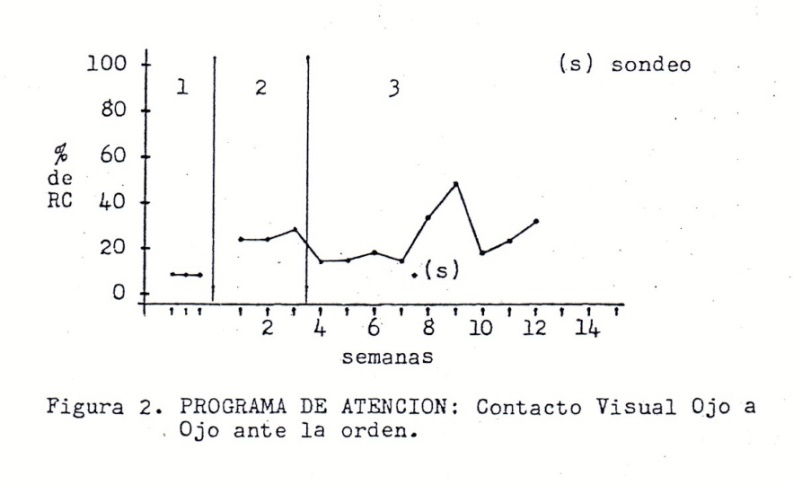 100
(s) sondeo
1 2 3
80
% 60
de
RC 40
20
.(s)
0
2 4 6 8 10 12 14
semanas
Figura 2. PROGRAMA DE ATENCION: Contacto Visual Ojo a
Ojo ante la orden.